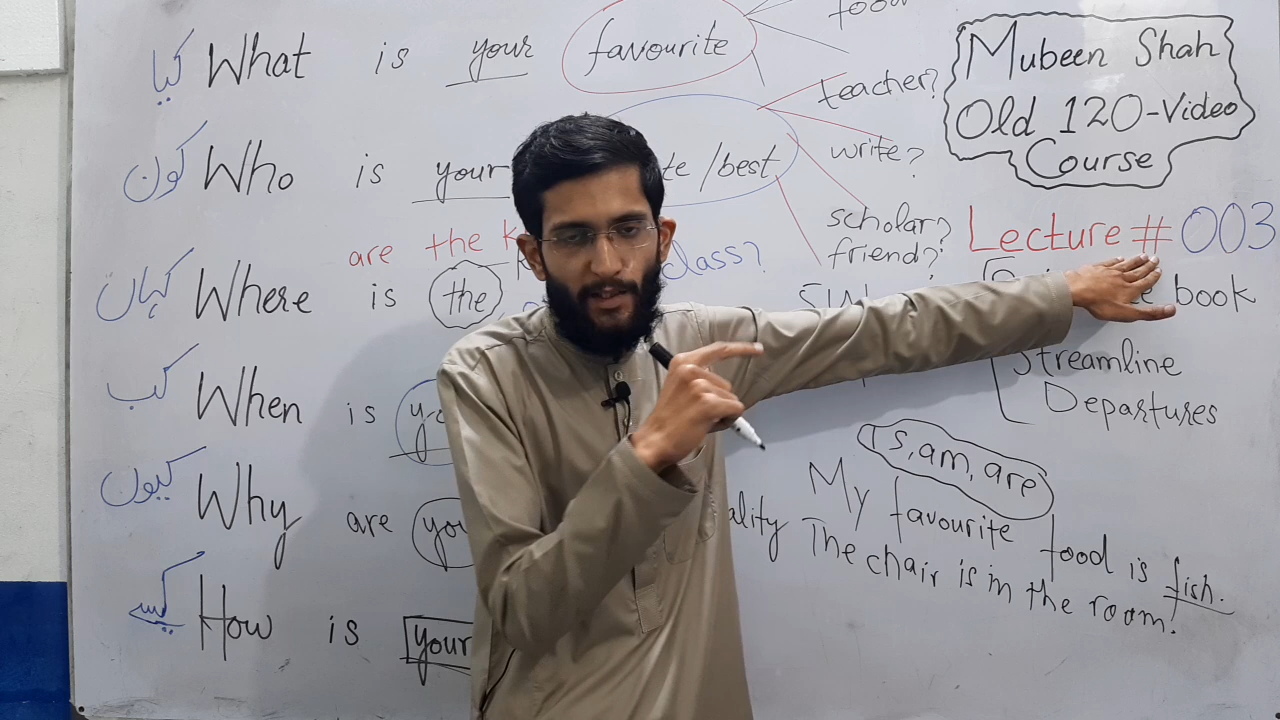 کیا What is your favourite
food
teacher?
کون Who is your /best
write?
scholar?
friend?
are the class?
کہاں Where is the
کب When is
کیوں Why are you
کیسے How is your
Mubeen Shah
Old 120-Video
Course
Lecture # 003
book
Streamline
Departures
Is, am, are
My favourite food is fish.
The chair is in the room.